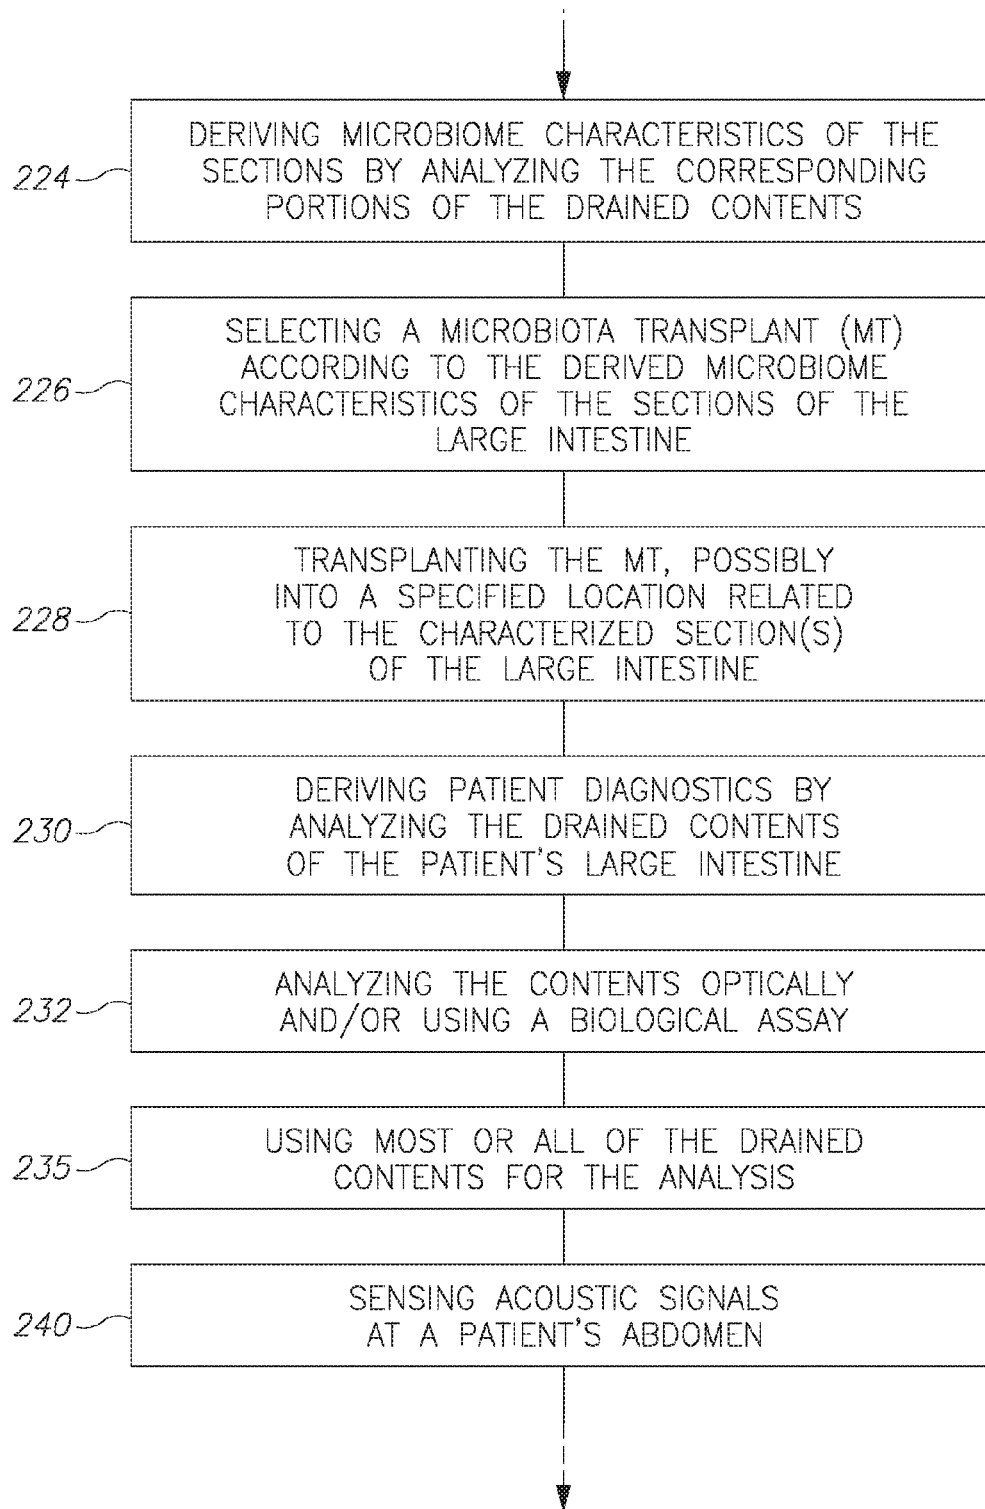 224
DERIVING MICROBIOME CHARACTERISTICS OF THE
SECTIONS BY ANALYZING THE CORRESPONDING
PORTIONS OF THE DRAINED CONTENTS
226
SELECTING A MICROBIOTA TRANSPLANT (MT)
ACCORDING TO THE DERIVED MICROBIOME
CHARACTERISTICS OF THE SECTIONS OF THE
LARGE INTESTINE
228
TRANSPLANTING THE MT, POSSIBLY
INTO A SPECIFIED LOCATION RELATED
TO THE CHARACTERIZED SECTION(S)
OF THE LARGE INTESTINE
230
DERIVING PATIENT DIAGNOSTICS BY
ANALYZING THE DRAINED CONTENTS
OF THE PATIENT'S LARGE INTESTINE
232
ANALYZING THE CONTENTS OPTICALLY
AND/OR USING A BIOLOGICAL ASSAY
235
USING MOST OR ALL OF THE DRAINED
CONTENTS FOR THE ANALYSIS
240
SENSING ACOUSTIC SIGNALS
AT A PATIENT'S ABDOMEN